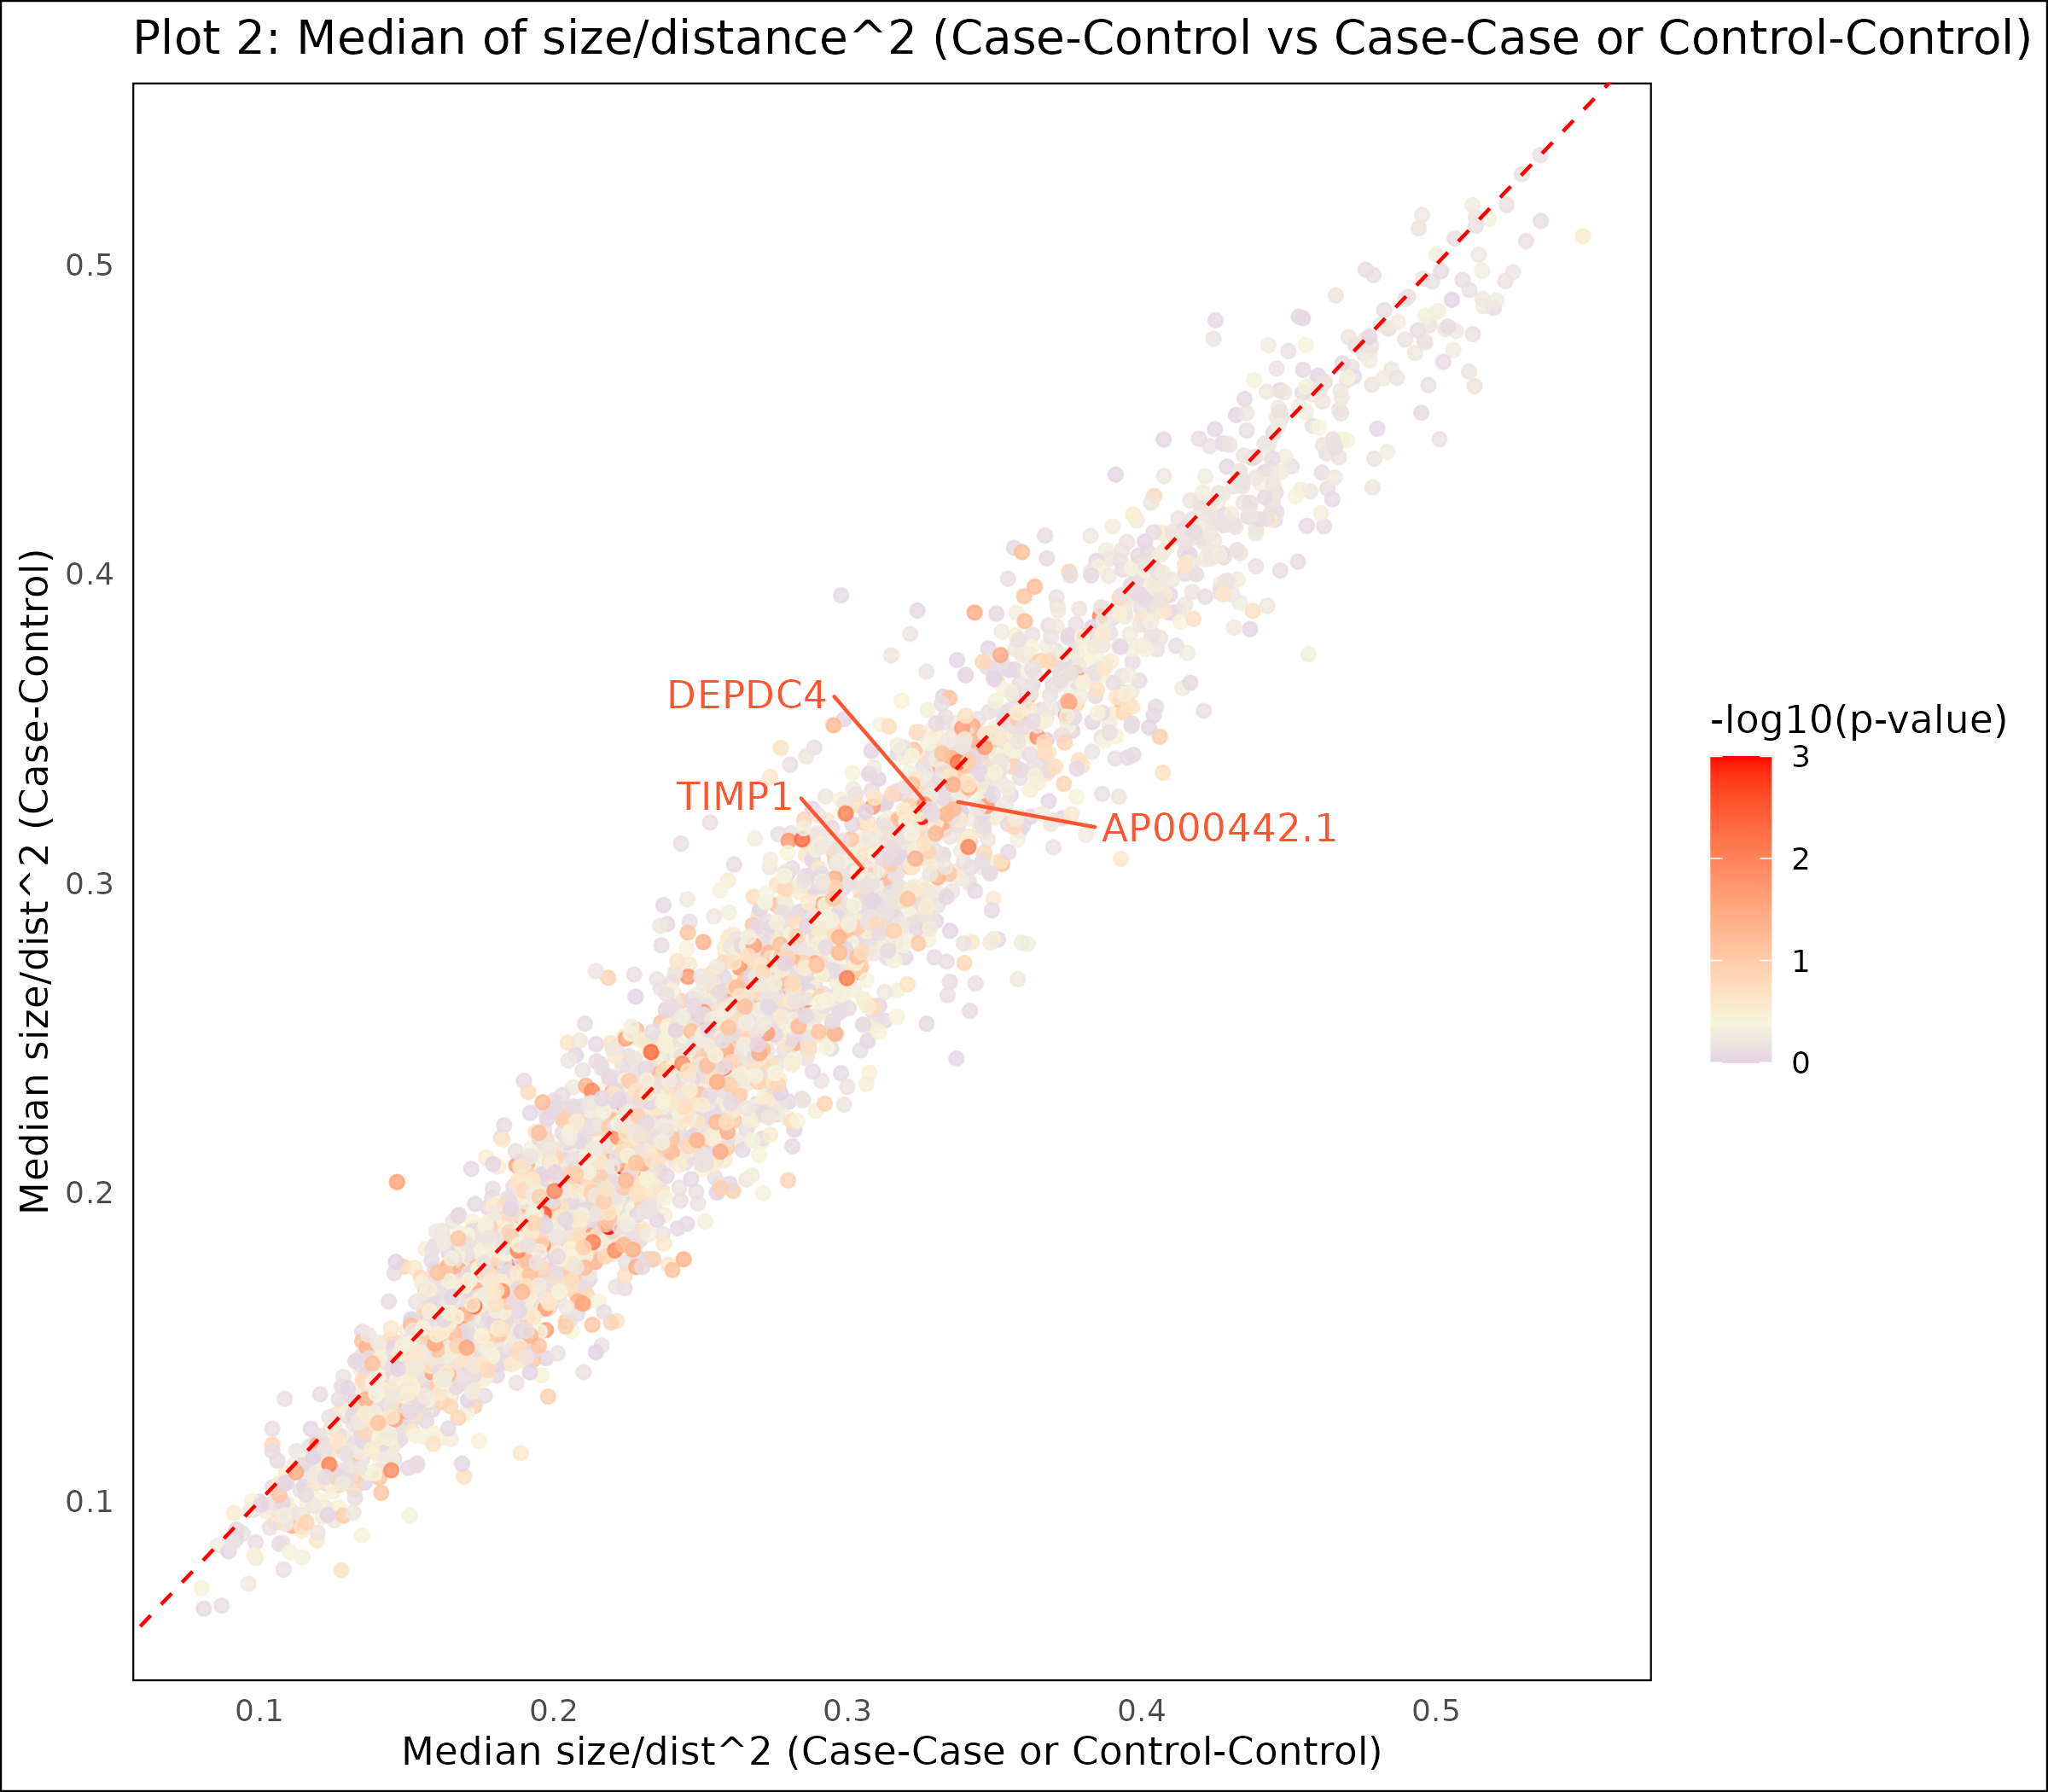 Plot 2: Median of size/distance^2 (Case-Control vs Case-Case or Control-Control)
Median size/dist^2 (Case-Control)
0.5
0.4
0.3
0.2
0.1
DEPDC4
TIMP1
AP000442.1
-log10(p-value)
3
2
1
0
0.1
0.2
0.3
0.4
0.5
Median size/dist^2 (Case-Case or Control-Control)